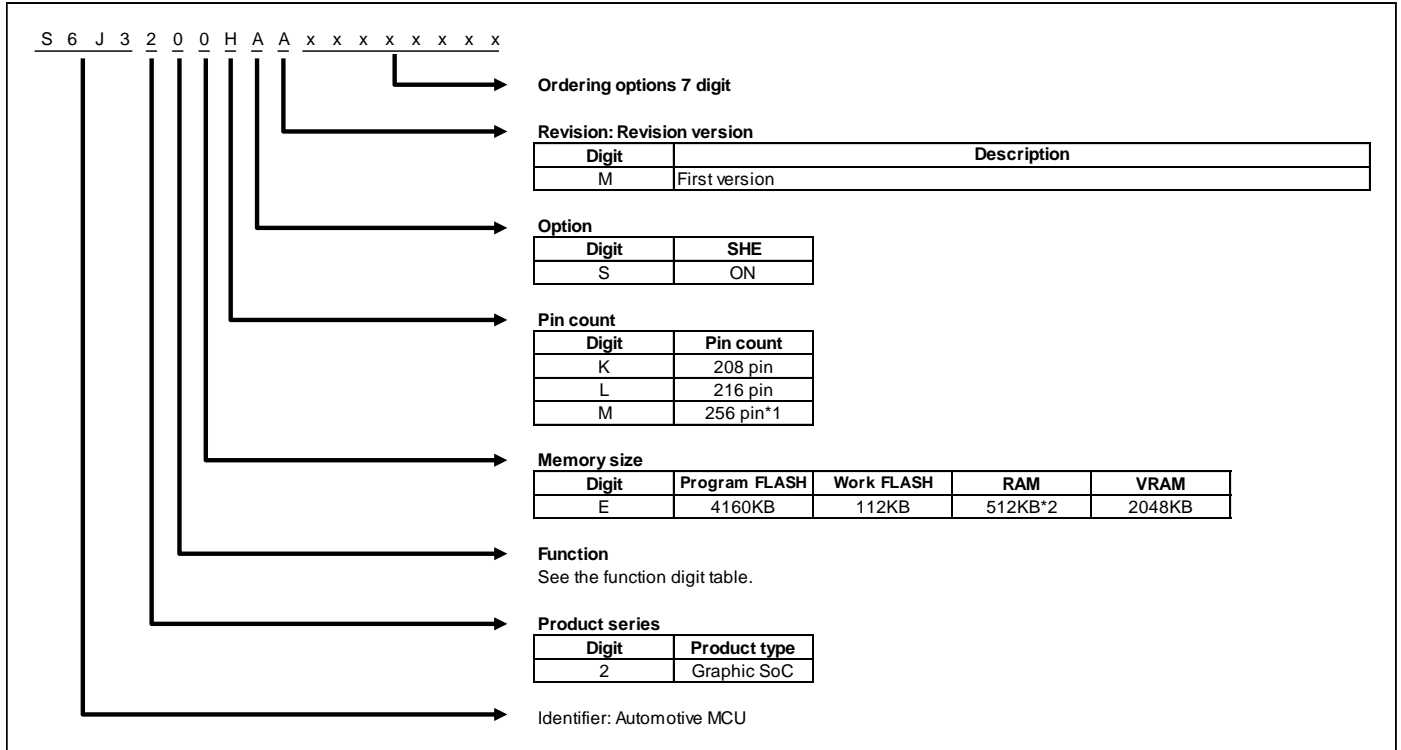 S 6 J 3 2 0 0 H A A x x x x x x x x
Ordering options 7 digit
Revision: Revision version
Digit Description
M First version
Option
Digit SHE
S ON
Pin count
Digit Pin count
K 208 pin
L 216 pin
M 256 pin*1
Memory size
Digit Program FLASH Work FLASH RAM VRAM
E 4160KB 112KB 512KB*2 2048KB
Function
See the function digit table.
Product series
Digit Product type
2 Graphic SoC
Identifier: Automotive MCU